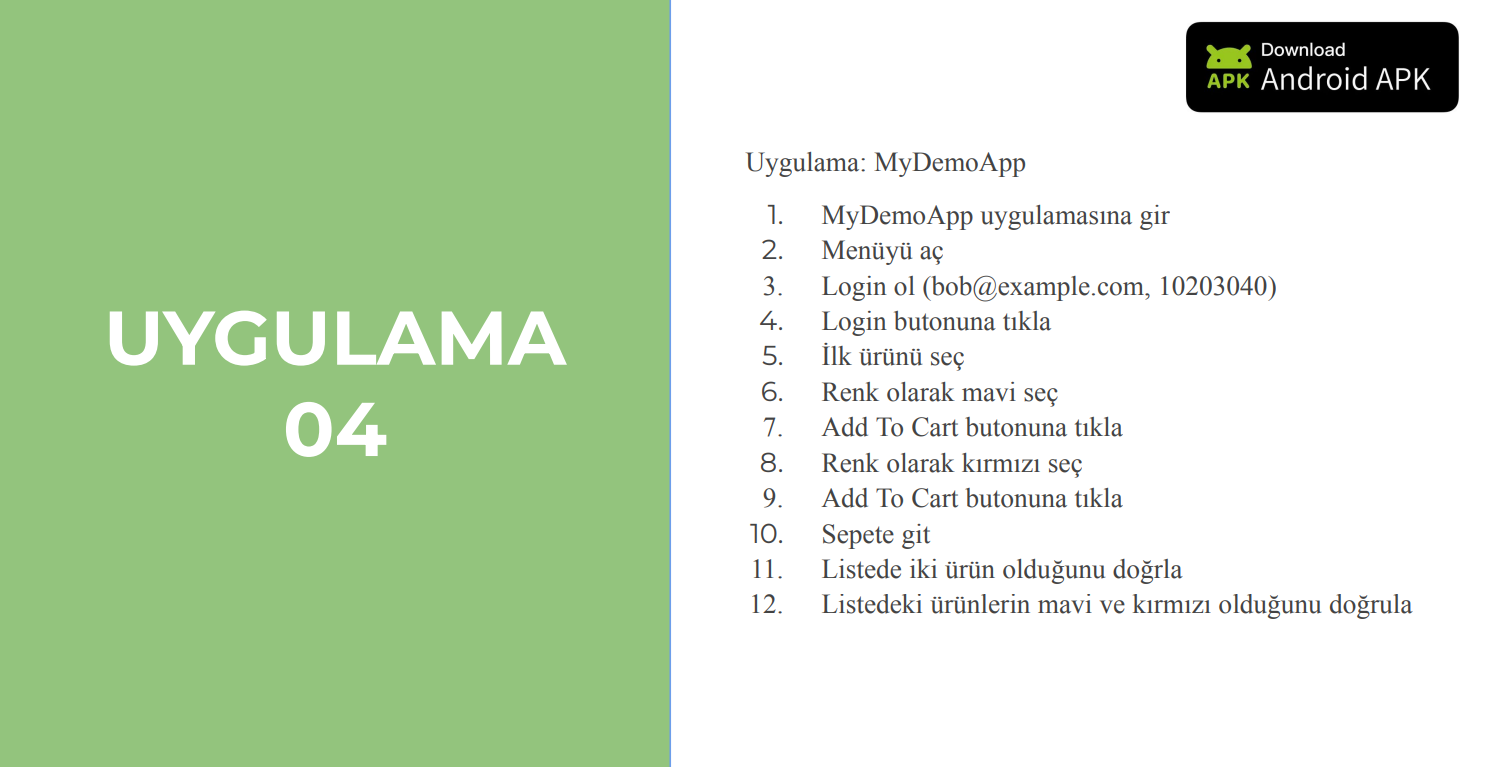 UYGULAMA
04
Download
APK Android APK
Uygulama: MyDemoApp
1. MyDemoApp uygulamasına gir
2. Menüyü aç
3. Login ol (bob@example.com, 10203040)
4. Login butonuna tıkla
5. İlk ürünü seç
6. Renk olarak mavi seç
7. Add To Cart butonuna tıkla
8. Renk olarak kırmızı seç
9. Add To Cart butonuna tıkla
10. Sepete git
11. Listede iki ürün olduğunu doğrla
12. Listedeki ürünlerin mavi ve kırmızı olduğunu doğrula